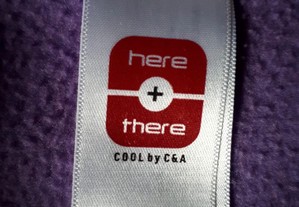 here
+
there
COOL by C&A